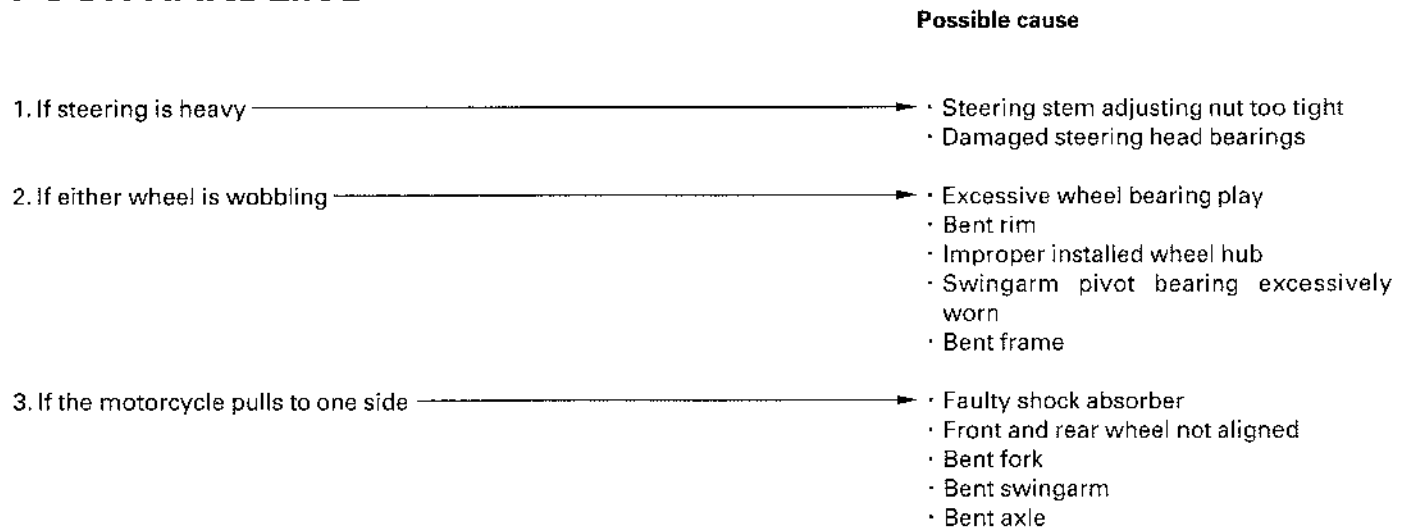 Possible cause
1. If steering is heavy
· Steering stem adjusting nut too tight
· Damaged steering head bearings
2. If either wheel is wobbling
· Excessive wheel bearing play
· Bent rim
· Improper installed wheel hub
· Swingarm pivot bearing excessively
worn
· Bent frame
3. If the motorcycle pulls to one side
· Faulty shock absorber
· Front and rear wheel not aligned
· Bent fork
· Bent swingarm
· Bent axle